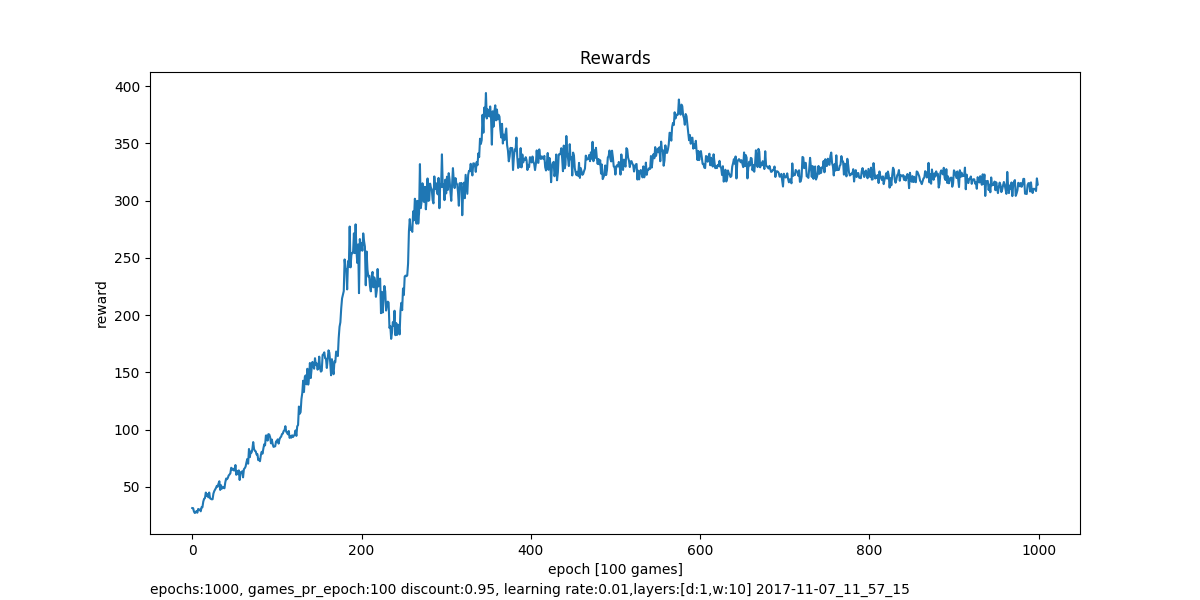 Rewards
400
350
300
250
200
150
100
50
reward
0 200 400 600 800 1000
epoch [100 games]
epochs:1000, games_pr_epoch:100 discount:0.95, learning rate:0.01,layers:[d:1,w:10] 2017-11-07_11_57_15